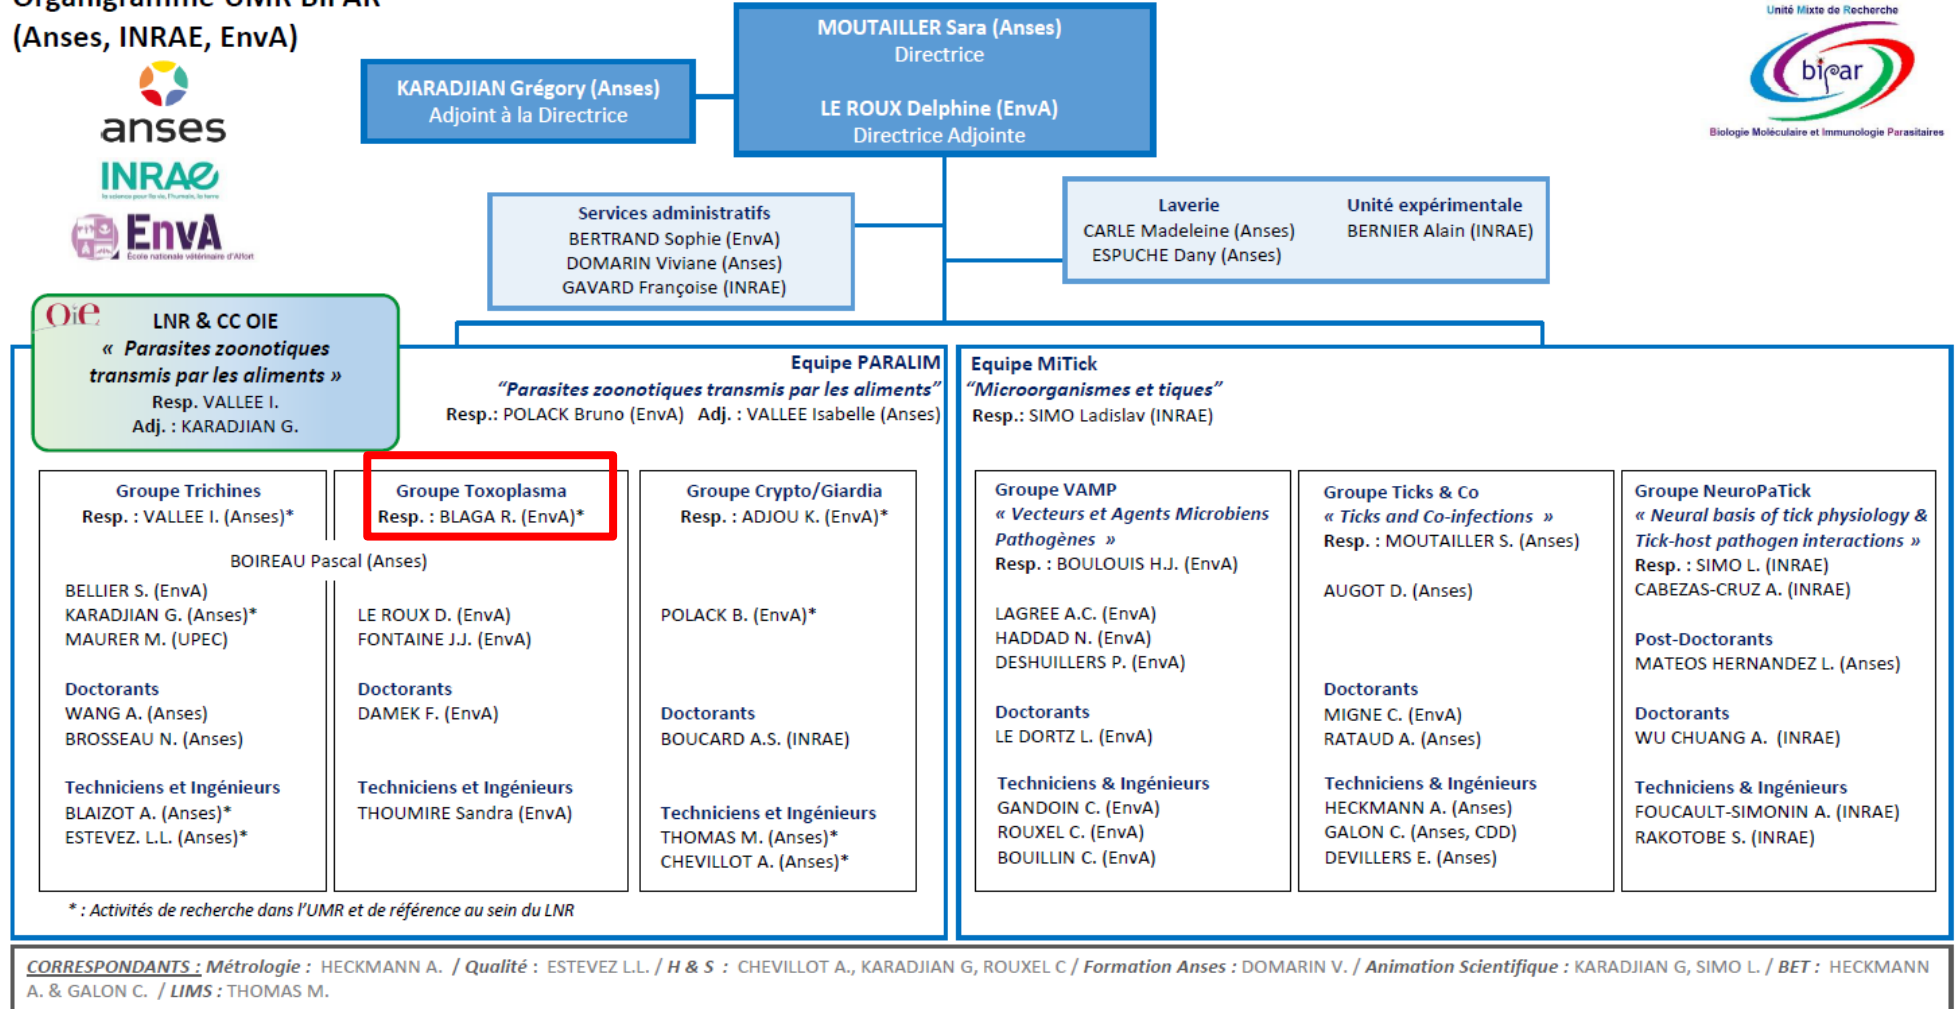 Organigramme UMR BIPAR
(Anses, INRAE, EnvA)
anses
INRAE
la science pour la vie, l'humain, la terre
EnvA
École nationale vétérinaire d'Alfort
KARADJIAN Grégory (Anses)
Adjoint à la Directrice
MOUTAILLER Sara (Anses)
Directrice
LE ROUX Delphine (EnvA)
Directrice Adjointe
Unité Mixte de Recherche
bipar
Biologie Moléculaire et Immunologie Parasitaires
Services administratifs
BERTRAND Sophie (EnvA)
DOMARIN Viviane (Anses)
GAVARD Françoise (INRAE)
Laverie
CARLE Madeleine (Anses)
ESPUCHE Dany (Anses)
Unité expérimentale
BERNIER Alain (INRAE)
OiE
LNR & CC OIE
« Parasites zoonotiques
transmis par les aliments »
Resp. VALLEE I.
Adj. : KARADJIAN G.
Equipe PARALIM
“Parasites zoonotiques transmis par les aliments”
Resp.: POLACK Bruno (EnvA) Adj. : VALLEE Isabelle (Anses)
Equipe MiTick
“Microorganismes et tiques”
Resp.: SIMO Ladislav (INRAE)
Groupe Trichines
Resp. : VALLEE I. (Anses)*
BOIREAU Pascal (Anses)
BELLIER S. (EnvA)
KARADJIAN G. (Anses)*
MAURER M. (UPEC)
Doctorants
WANG A. (Anses)
BROSSEAU N. (Anses)
Techniciens et Ingénieurs
BLAIZOT A. (Anses)*
ESTEVEZ. L.L. (Anses)*
Groupe Toxoplasma
Resp. : BLAGA R. (EnvA)*
LE ROUX D. (EnvA)
FONTAINE J.J. (EnvA)
Doctorants
DAMEK F. (EnvA)
Techniciens et Ingénieurs
THOUMIRE Sandra (EnvA)
Groupe Crypto/Giardia
Resp. : ADJOU K. (EnvA)*
POLACK B. (EnvA)*
Doctorants
BOUCARD A.S. (INRAE)
Techniciens et Ingénieurs
THOMAS M. (Anses)*
CHEVILLOT A. (Anses)*
* : Activités de recherche dans l'UMR et de référence au sein du LNR
Groupe VAMP
« Vecteurs et Agents Microbiens
Pathogènes »
Resp. : BOULOUIS H.J. (EnvA)
LAGREE A.C. (EnvA)
HADDAD N. (EnvA)
DESHUILLERS P. (EnvA)
Doctorants
LE DORTZ L. (EnvA)
Techniciens & Ingénieurs
GANDOIN C. (EnvA)
ROUXEL C. (EnvA)
BOUILLIN C. (EnvA)
Groupe Ticks & Co
« Ticks and Co-infections »
Resp. : MOUTAILLER S. (Anses)
AUGOT D. (Anses)
Doctorants
MIGNE C. (EnvA)
RATAUD A. (Anses)
Techniciens & Ingénieurs
HECKMANN A. (Anses)
GALON C. (Anses, CDD)
DEVILLERS E. (Anses)
Groupe NeuroPaTick
« Neural basis of tick physiology &
Tick-host pathogen interactions »
Resp. : SIMO L. (INRAE)
CABEZAS-CRUZ A. (INRAE)
Post-Doctorants
MATEOS HERNANDEZ L. (Anses)
Doctorants
WU CHUANG A. (INRAE)
Techniciens & Ingénieurs
FOUCAULT-SIMONIN A. (INRAE)
RAKOTOBE S. (INRAE)
CORRESPONDANTS : Métrologie : HECKMANN A. / Qualité : ESTEVEZ L.L. / H & S : CHEVILLOT A., KARADJIAN G, ROUXEL C / Formation Anses : DOMARIN V. / Animation Scientifique : KARADJIAN G, SIMO L. / BET : HECKMANN
A. & GALON C. / LIMS : THOMAS M.